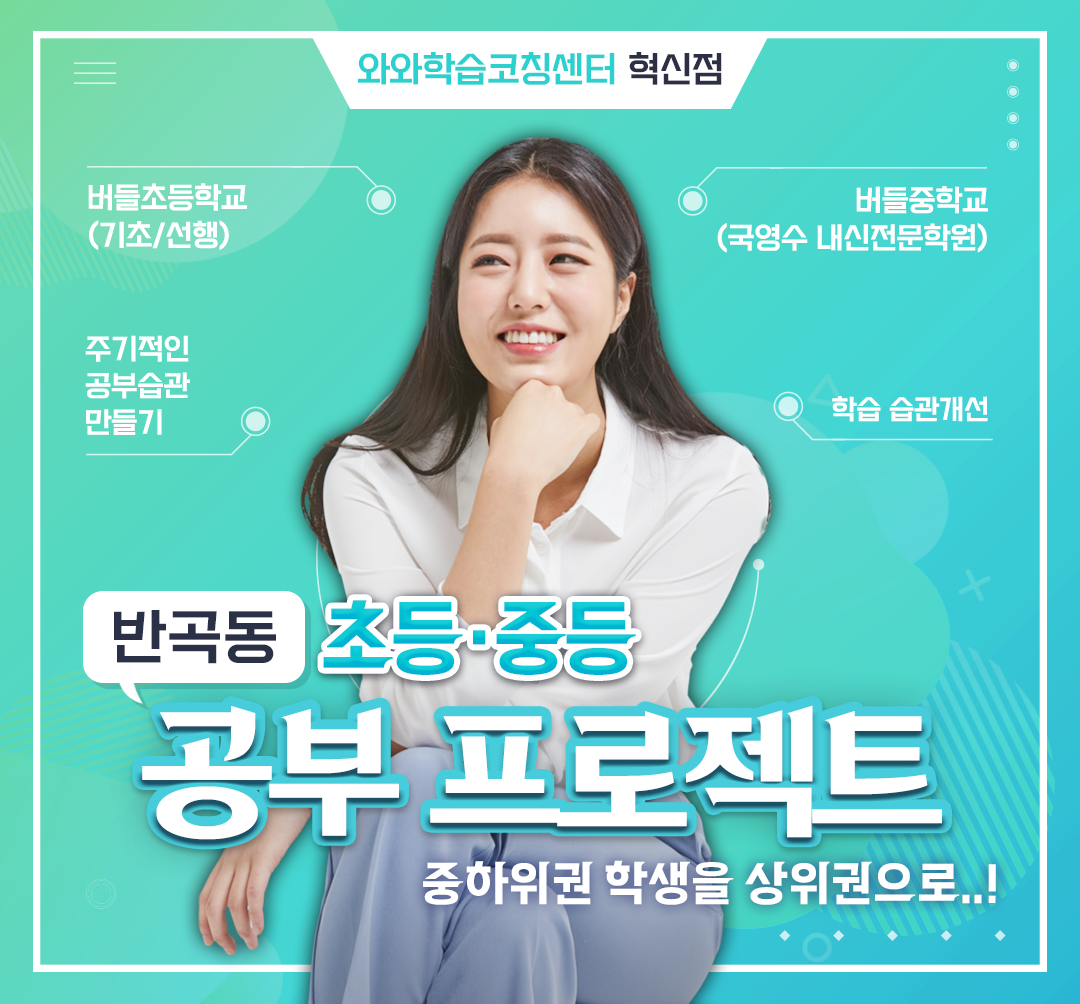 와와학습코칭센터 혁신점
버들초등학교
(기초/선행)
버들중학교
(국영수 내신전문학원)
주기적인
공부습관
만들기
학습 습관개선
반곡동 초등·중등
공부 프로젝트
중하위권 학생을 상위권으로..!